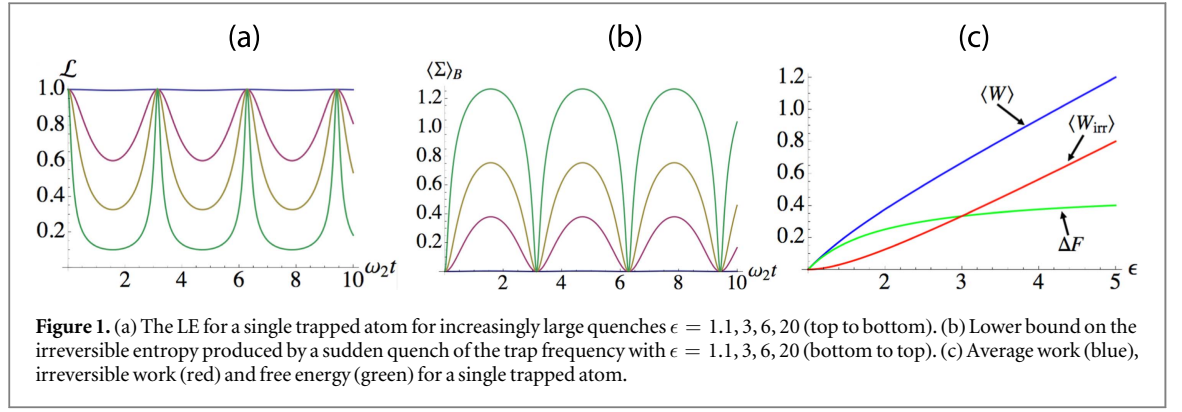 (a) (b) (c)
ℒ
1.0
0.8
0.6
0.4
0.2
2 4 6 8 10 ω₂t
⟨Σ⟩B
1.2
1.0
0.8
0.6
0.4
0.2
2 4 6 8 10 ω₂t
1.2
1.0
0.8
0.6
0.4
0.2
⟨W⟩
⟨Wirr⟩
ΔF
2 3 4 5 ϵ
Figure 1. (a) The LE for a single trapped atom for increasingly large quenches ϵ = 1.1, 3, 6, 20 (top to bottom). (b) Lower bound on the
irreversible entropy produced by a sudden quench of the trap frequency with ϵ = 1.1, 3, 6, 20 (bottom to top). (c) Average work (blue),
irreversible work (red) and free energy (green) for a single trapped atom.